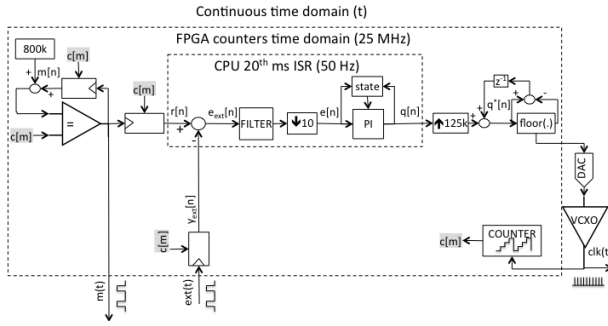 Continuous time domain (t)
FPGA counters time domain (25 MHz)
CPU 20th ms ISR (50 Hz)
800k
c[m]
+ m[n]
+
c[m]
=
c[m]
r[n]
+
-
e_ext[n]
FILTER
↓10
e[n]
state
PI
q[n]
↑125k
+
+
z⁻¹
q*[n]
+
-
floor(.)
DAC
VCXO
clk(t)
COUNTER
c[m]
y_ext[n]
c[m]
m(t)
ext(t)